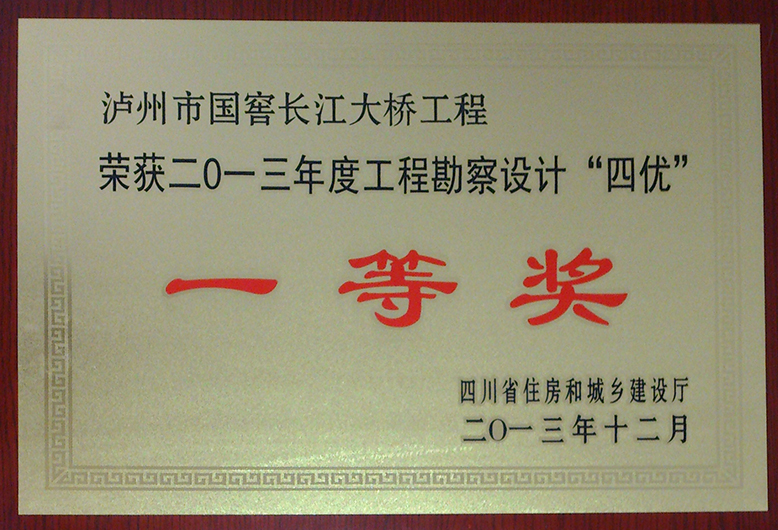 泸州市国窖长江大桥工程
荣获二0一三年度工程勘察设计“四优”
一等奖
四川省住房和城乡建设厅
二O一三年十二月